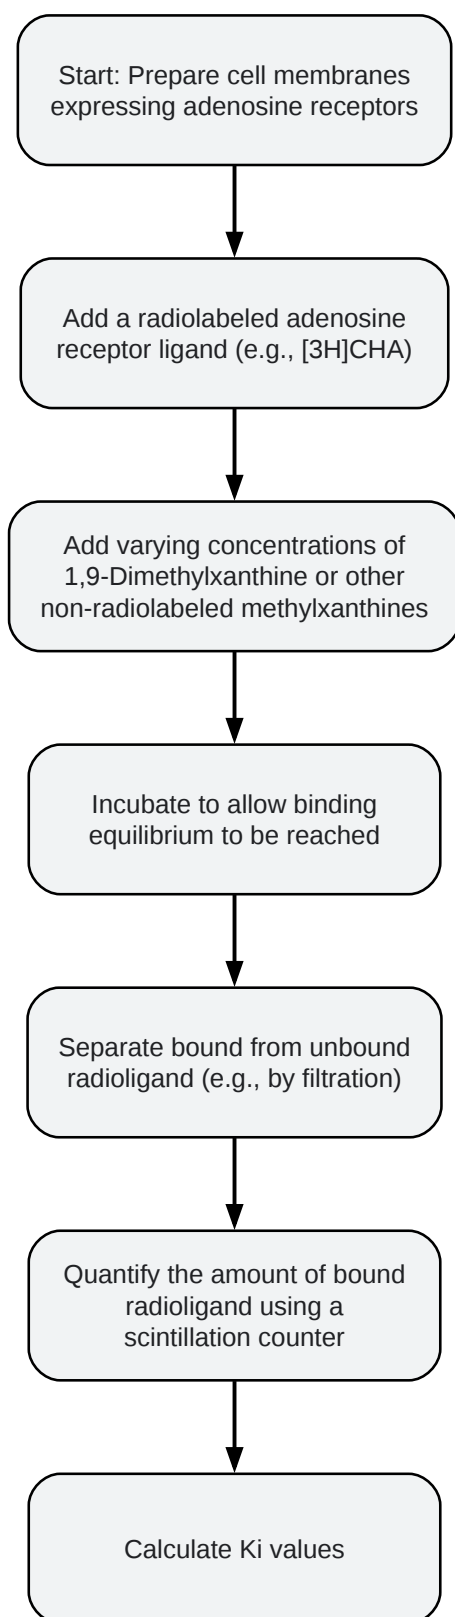 Start: Prepare cell membranes
expressing adenosine receptors
Add a radiolabeled adenosine
receptor ligand (e.g., [3H]CHA)
Add varying concentrations of
1,9-Dimethylxanthine or other
non-radiolabeled methylxanthines
Incubate to allow binding
equilibrium to be reached
Separate bound from unbound
radioligand (e.g., by filtration)
Quantify the amount of bound
radioligand using a
scintillation counter
Calculate Ki values